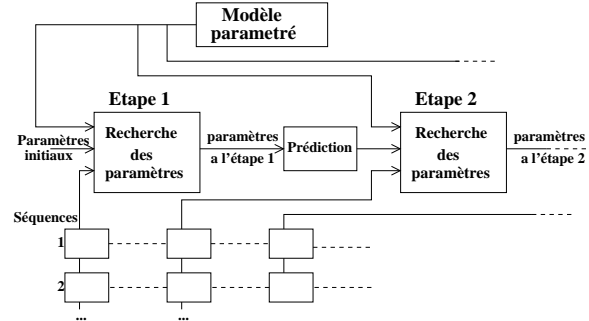 Modèle
parametré
Etape 1
Etape 2
Recherche
des
paramètres
Paramètres
initiaux
paramètres
a l'étape 1
Prédiction
Recherche
des
paramètres
paramètres
a l'étape 2
Séquences
1
2
...
...